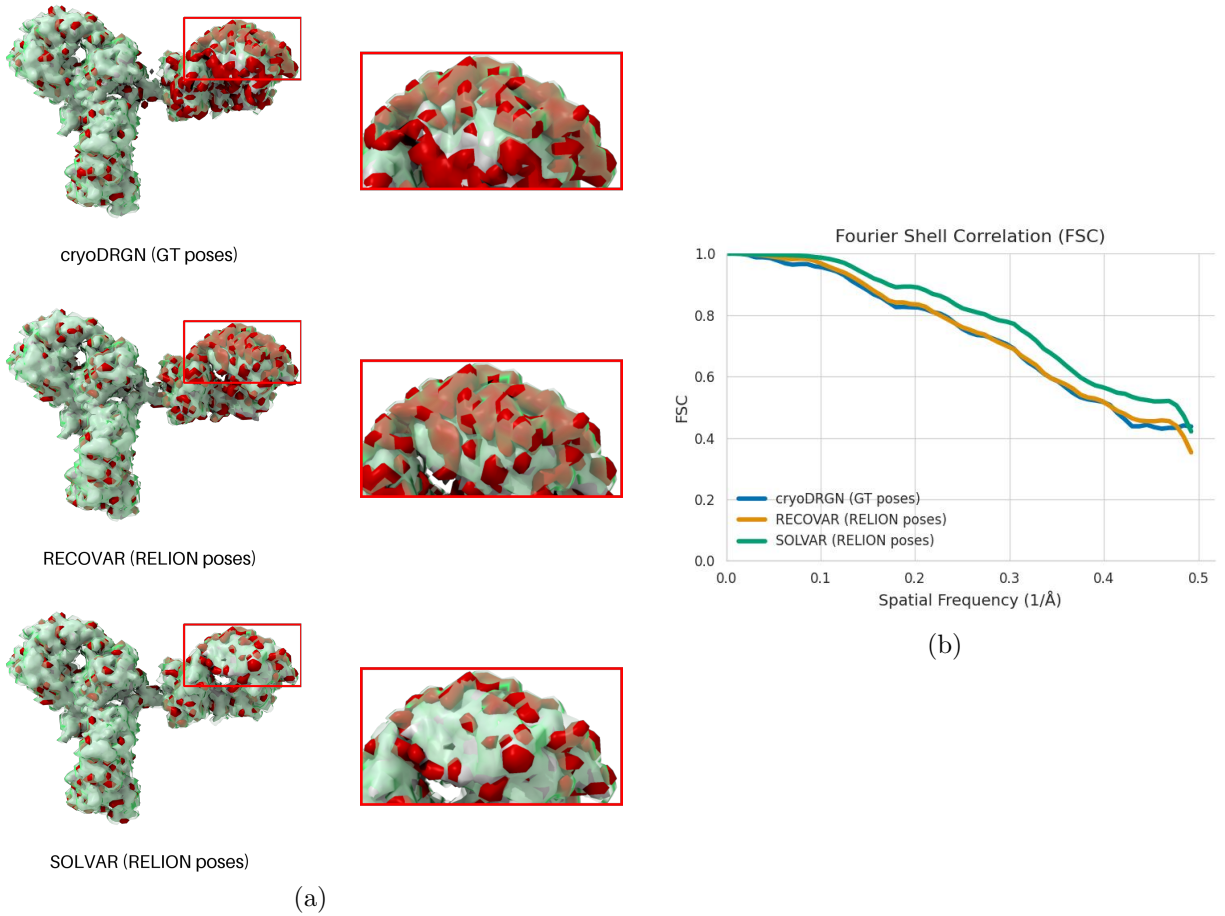 cryoDRGN (GT poses)
RECOVAR (RELION poses)
SOLVAR (RELION poses)
(a)
Fourier Shell Correlation (FSC)
FSC
1.0
0.8
0.6
0.4
0.2
0.0
cryoDRGN (GT poses)
RECOVAR (RELION poses)
SOLVAR (RELION poses)
0.0 0.1 0.2 0.3 0.4 0.5
Spatial Frequency (1/Å)
(b)